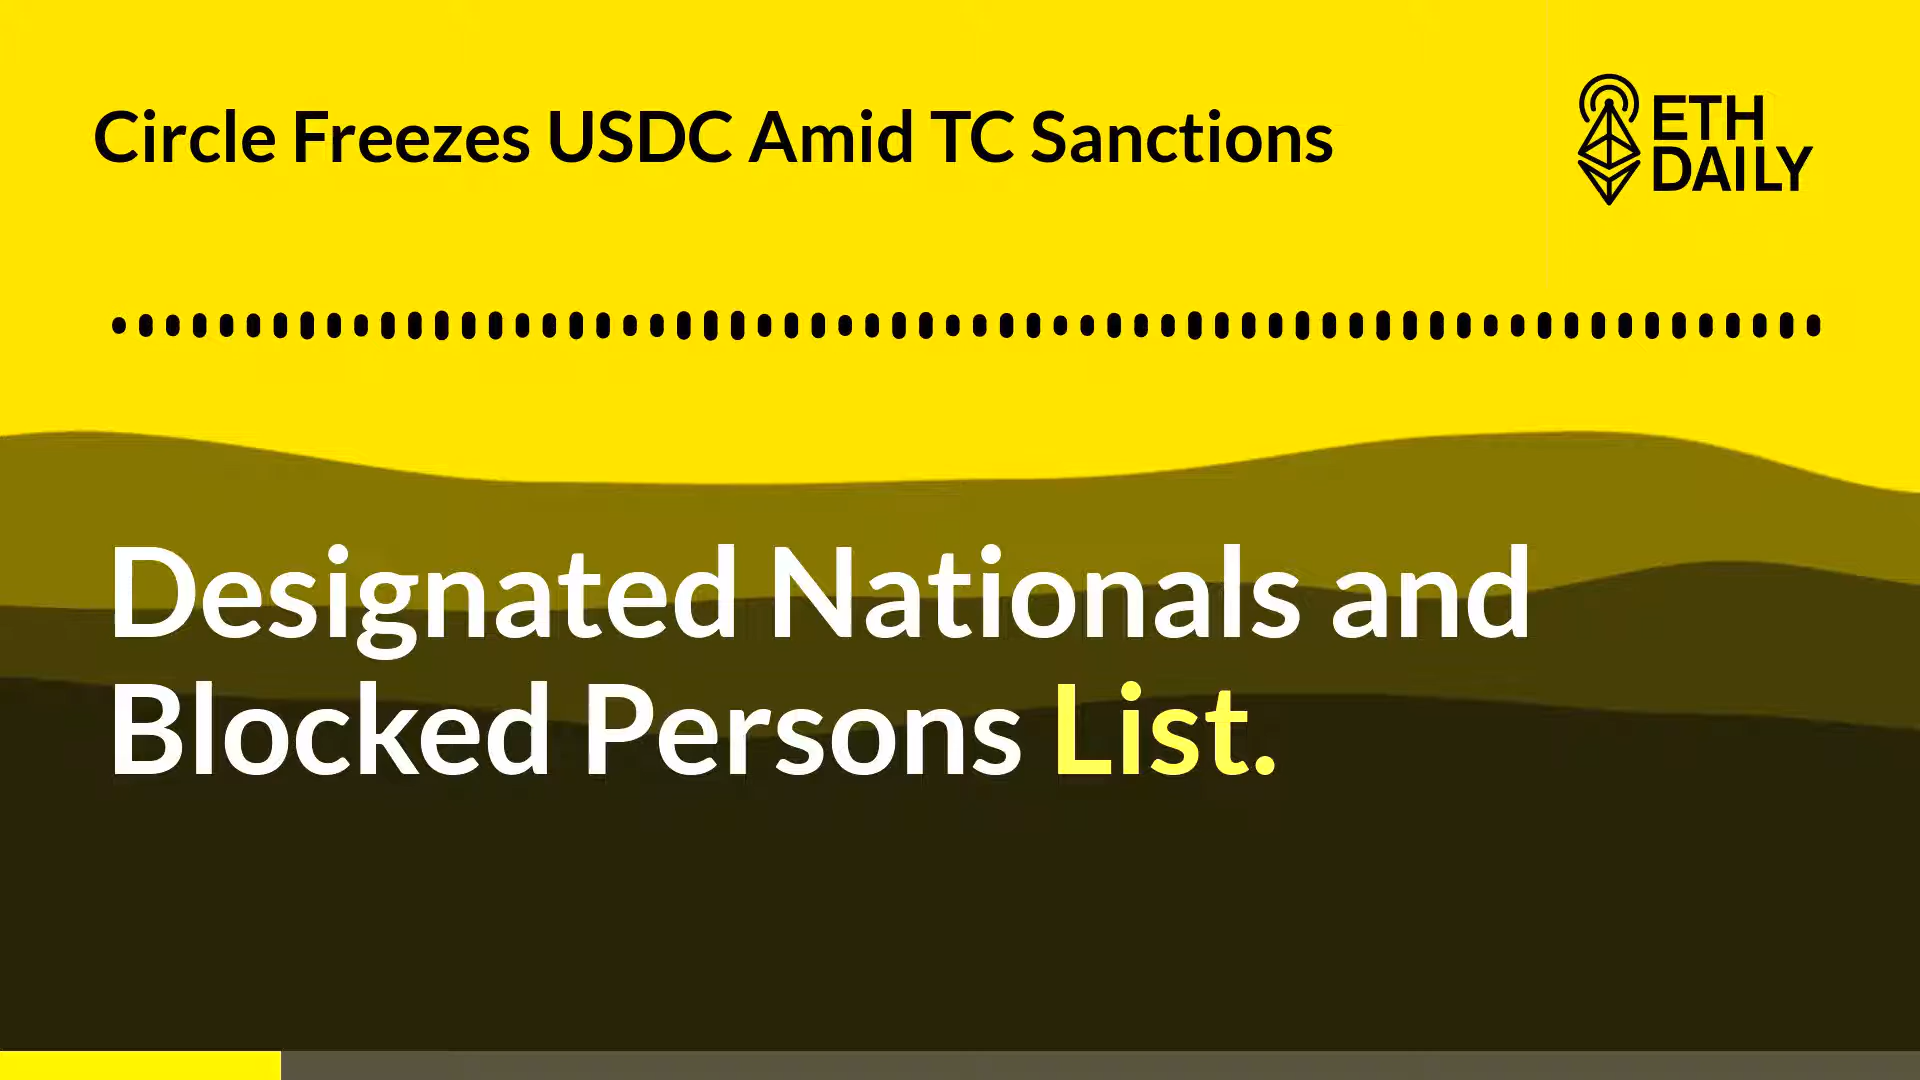 Circle Freezes USDC Amid TC Sanctions
ETH
DAILY
Designated Nationals and
Blocked Persons List.